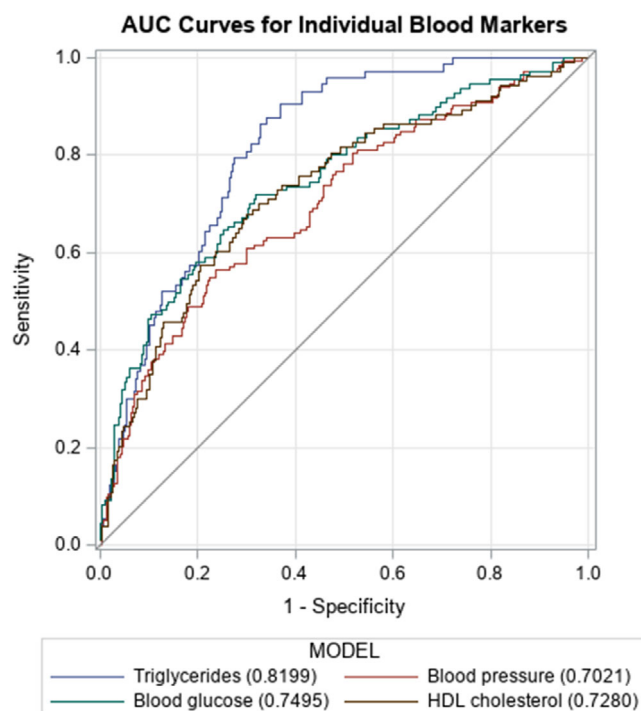 AUC Curves for Individual Blood Markers
1.0
0.8
0.6
0.4
0.2
0.0
Sensitivity
0.0 0.2 0.4 0.6 0.8 1.0
1 - Specificity
MODEL
Triglycerides (0.8199) Blood pressure (0.7021)
Blood glucose (0.7495) HDL cholesterol (0.7280)